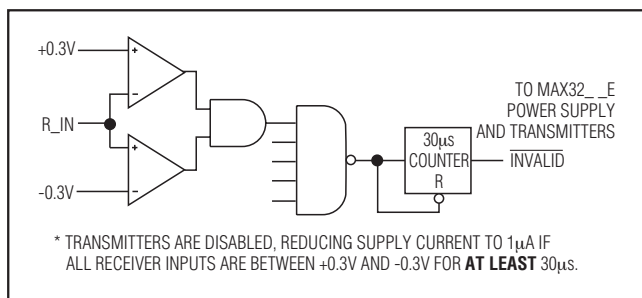 +0.3V
R_IN
-0.3V
+
-
+
-
30µs
COUNTER
R
TO MAX32_ _E
POWER SUPPLY
AND TRANSMITTERS
INVALID
* TRANSMITTERS ARE DISABLED, REDUCING SUPPLY CURRENT TO 1µA IF
ALL RECEIVER INPUTS ARE BETWEEN +0.3V AND -0.3V FOR AT LEAST 30µs.